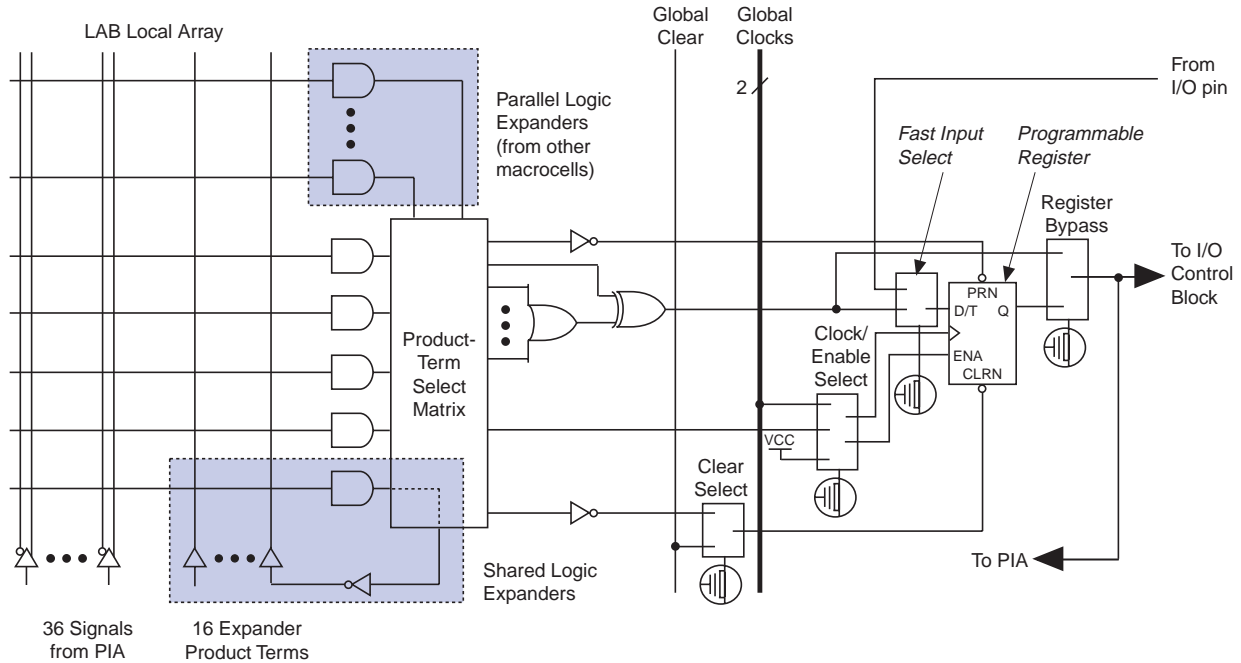 LAB Local Array
Global
Clear
Global
Clocks
2
From
I/O pin
Parallel Logic
Expanders
(from other
macrocells)
Fast Input
Select
Programmable
Register
Register
Bypass
To I/O
Control
Block
PRN
D/T
Q
ENA
CLRN
Product-
Term
Select
Matrix
Clock/
Enable
Select
VCC
Clear
Select
To PIA
Shared Logic
Expanders
36 Signals
from PIA
16 Expander
Product Terms